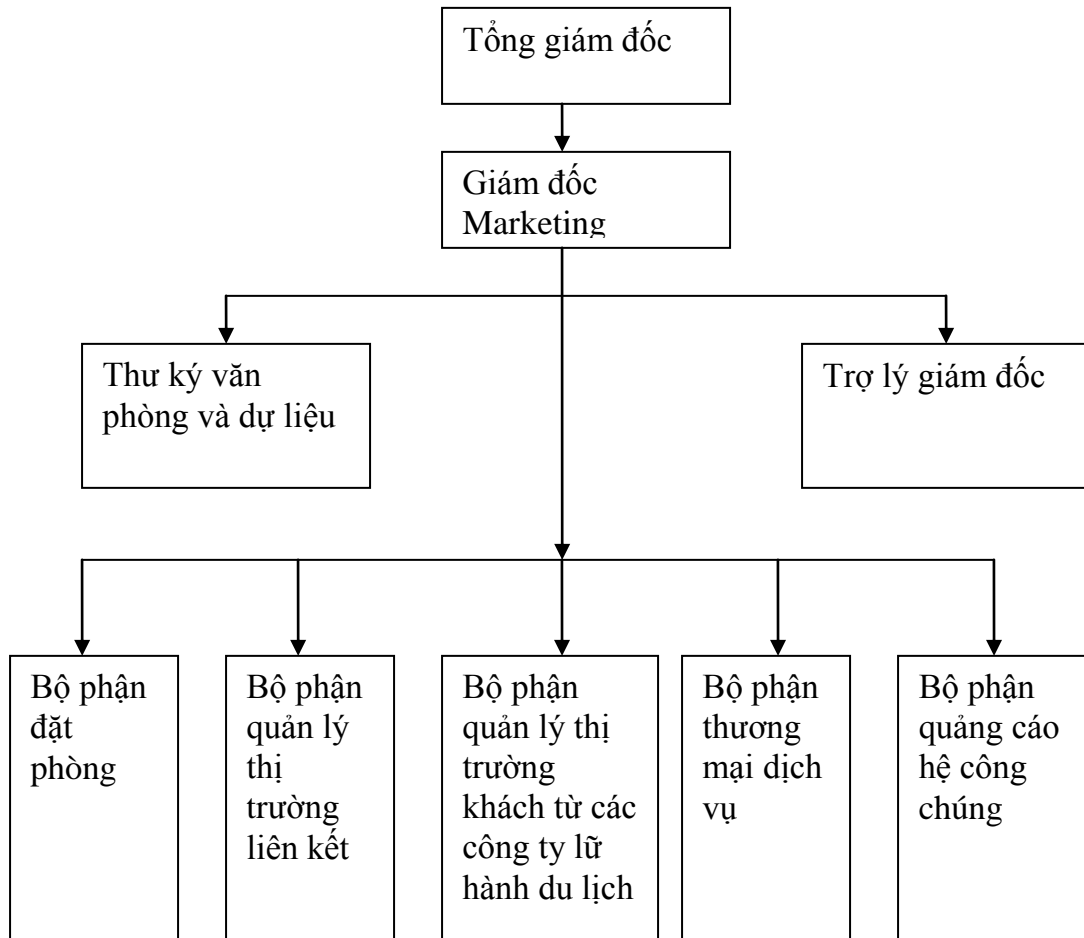 Tổng giám đốc
Giám đốc
Marketing
Thư ký văn
phòng và dự liệu
Trợ lý giám đốc
Bộ phận
đặt
phòng
Bộ phận
quản lý
thị
trường
liên kết
Bộ phận
quản lý thị
trường
khách từ các
công ty lữ
hành du lịch
Bộ phận
thương
mại dịch
vụ
Bộ phận
quảng cáo
hệ công
chúng